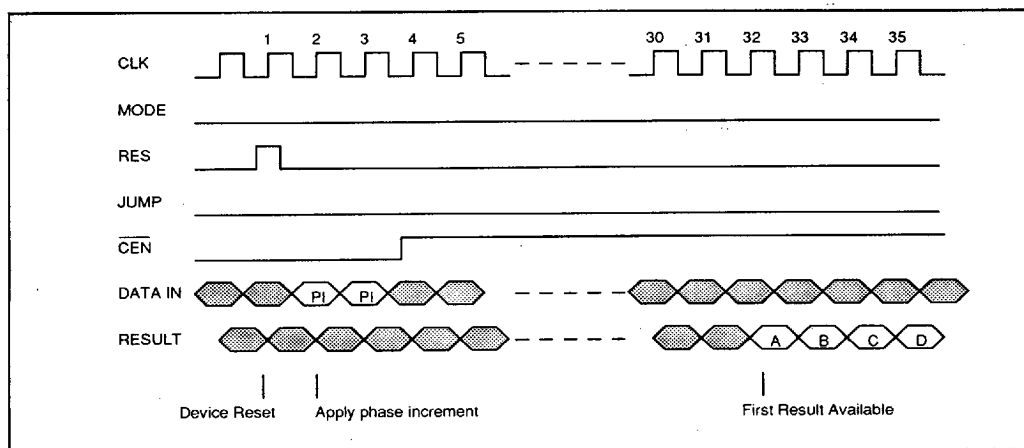 1 2 3 4 5 30 31 32 33 34 35
CLK
MODE
RES
JUMP
CEN
DATA IN PI PI
RESULT A B C D
Device Reset Apply phase increment First Result Available